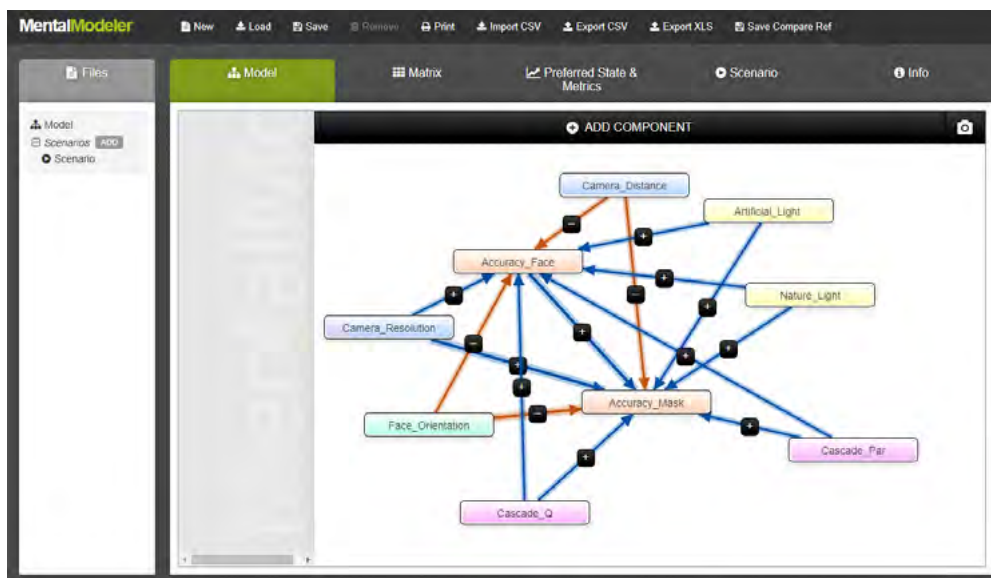 MentalModeler
New Load Save Remove Print Import CSV Export CSV Export XLS Save Compare Ref
Files
Model Matrix Preferred State & Metrics Scenario Info
Model
Scenarios ADD
Scenario
ADD COMPONENT
Camera_Distance
Artificial_Light
Accuracy_Face
Nature_Light
Camera_Resolution
Accuracy_Mask
Face_Orientation
Cascade_Par
Cascade_Q